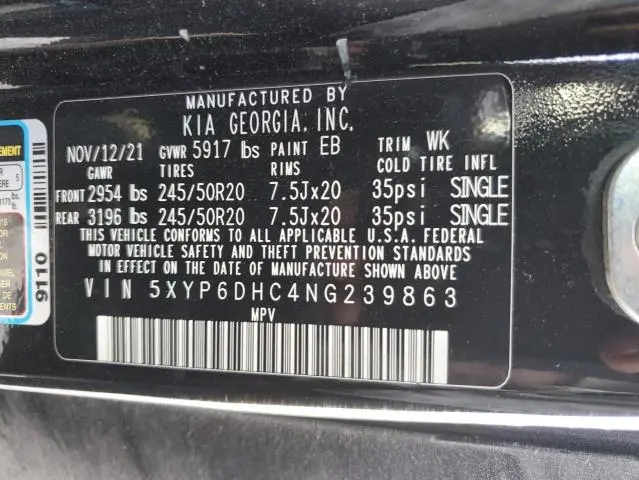 MANUFACTURED BY
KIA GEORGIA, INC.
NOV/12/21 GVWR 5917 lbs PAINT EB TRIM WK
GAWR TIRES RIMS COLD TIRE INFL
FRONT 2954 lbs 245/50R20 7.5Jx20 35psi SINGLE
REAR 3196 lbs 245/50R20 7.5Jx20 35psi SINGLE
THIS VEHICLE CONFORMS TO ALL APPLICABLE U.S.A. FEDERAL
MOTOR VEHICLE SAFETY AND THEFT PREVENTION STANDARDS
IN EFFECT ON THE DATE OF MANUFACTURE SHOWN ABOVE
VIN 5XYP6DHC4NG239863
MPV
9110